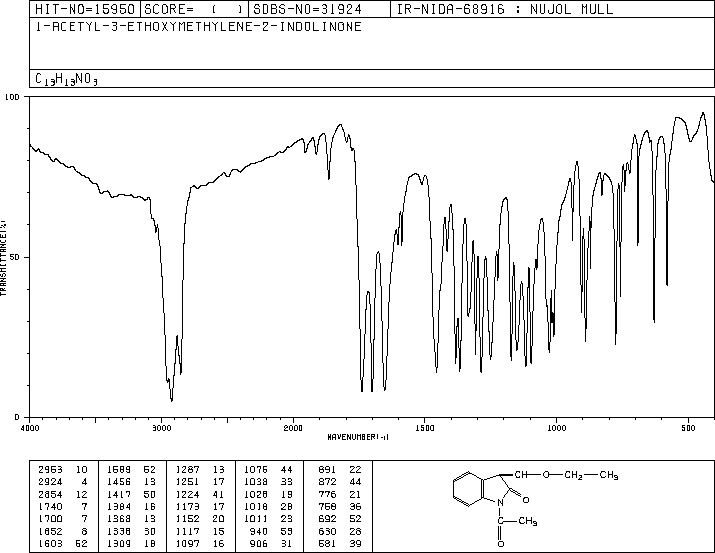 HIT-NO=15950 SCORE= ( ) SDBS-NO=31924 IR-NIDA-68916 : NUJOL MULL
1-ACETYL-3-ETHOXYMETHYLENE-2-INDOLINONE
C13H13NO3
100
50
0
TRANSMITTANCE(%)
4000 3000 2000 1500 1000 500
WAVENUMBER(-1)
2953 10 1589 52 1287 13 1076 44 891 22
2924 4 1456 13 1251 17 1038 33 872 44
2854 12 1417 50 1224 41 1028 19 776 21
1740 7 1384 16 1173 17 1018 28 758 36
1700 7 1368 13 1152 20 1011 23 692 52
1652 8 1338 30 1117 15 940 53 630 28
1603 52 1309 18 1097 16 906 31 581 39
CH O CH2 CH3
O
N
C CH3
O